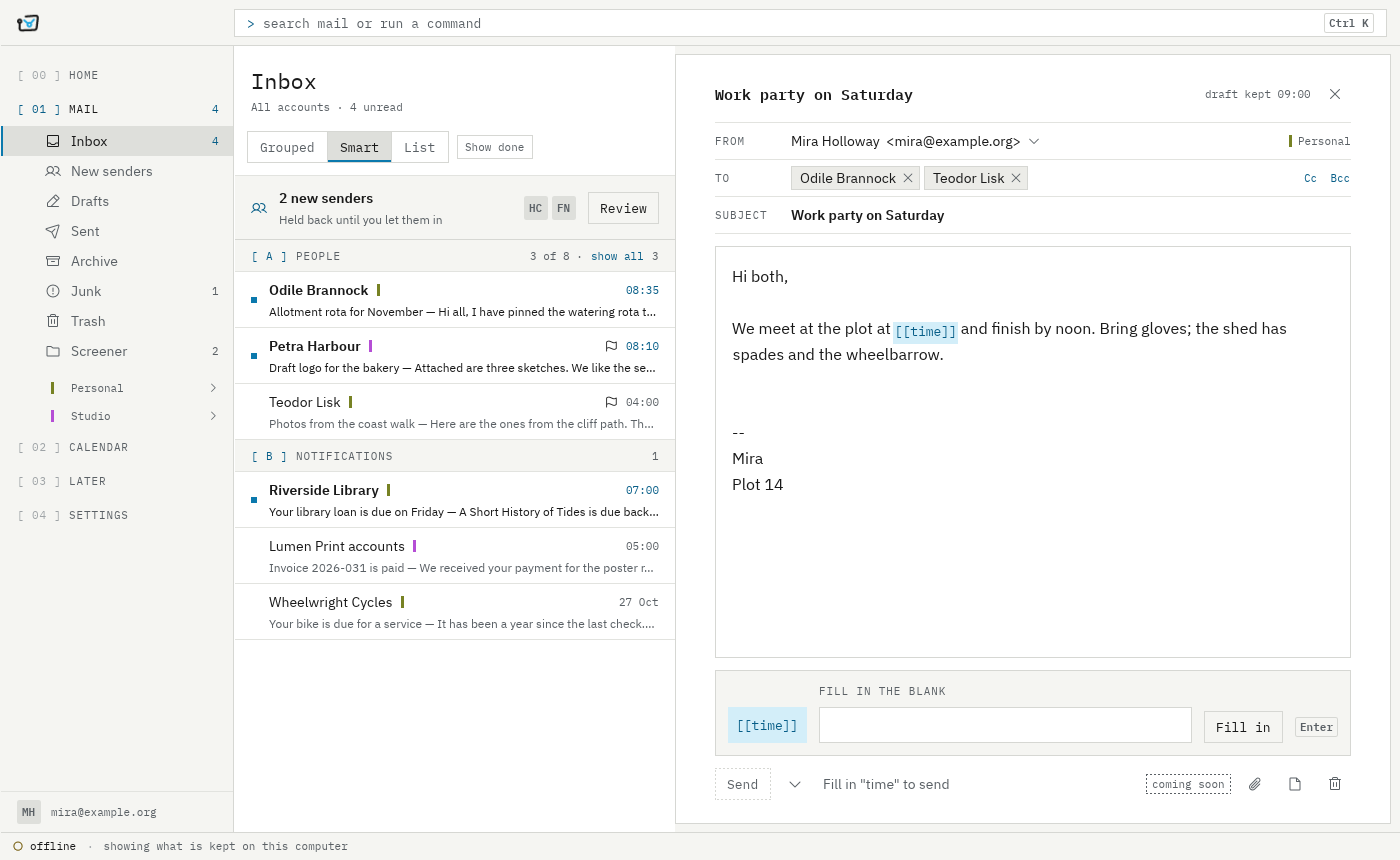 > search mail or run a command
Ctrl K
[ 00 ] HOME
[ 01 ] MAIL 4
Inbox 4
New senders
Drafts
Sent
Archive
Junk 1
Trash
Screener 2
Personal
Studio
[ 02 ] CALENDAR
[ 03 ] LATER
[ 04 ] SETTINGS
MH mira@example.org
Inbox
All accounts · 4 unread
Grouped Smart List Show done
2 new senders
Held back until you let them in
HC FN Review
[ A ] PEOPLE 3 of 8 · show all 3
Odile Brannock 08:35
Allotment rota for November — Hi all, I have pinned the watering rota t…
Petra Harbour 08:10
Draft logo for the bakery — Attached are three sketches. We like the se…
Teodor Lisk 04:00
Photos from the coast walk — Here are the ones from the cliff path. Th…
[ B ] NOTIFICATIONS 1
Riverside Library 07:00
Your library loan is due on Friday — A Short History of Tides is due back…
Lumen Print accounts 05:00
Invoice 2026-031 is paid — We received your payment for the poster r…
Wheelwright Cycles 27 Oct
Your bike is due for a service — It has been a year since the last check.…
Work party on Saturday draft kept 09:00
FROM Mira Holloway <mira@example.org> Personal
TO Odile Brannock Teodor Lisk Cc Bcc
SUBJECT Work party on Saturday
Hi both,
We meet at the plot at [[time]] and finish by noon. Bring gloves; the shed has
spades and the wheelbarrow.
--
Mira
Plot 14
FILL IN THE BLANK
[[time]] Fill in Enter
Send Fill in "time" to send coming soon
offline · showing what is kept on this computer